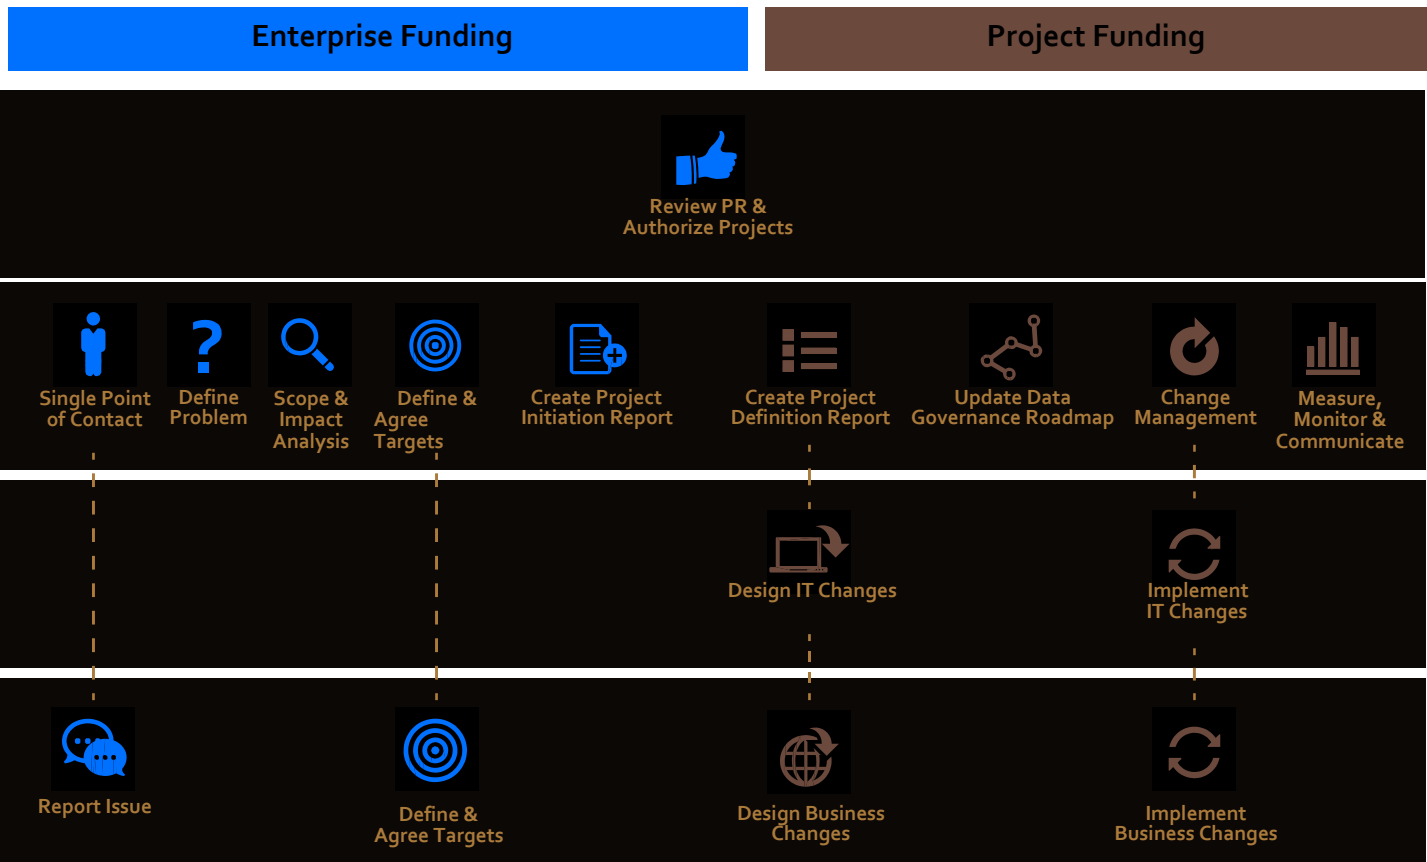 Enterprise Funding
Project Funding
Review PR &
Authorize Projects
Single Point
of Contact
Define
Problem
Scope &
Impact
Analysis
Define &
Agree
Targets
Create Project
Initiation Report
Create Project
Definition Report
Update Data
Governance Roadmap
Change
Management
Measure,
Monitor &
Communicate
Design IT Changes
Implement
IT Changes
Report Issue
Define &
Agree Targets
Design Business
Changes
Implement
Business Changes